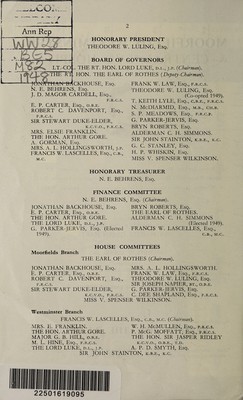 Ann Rep
WW28
B65
M82
1948
2
HONORARY PRESIDENT
THEODORE W. LULING, Esq.
BOARD OF GOVERNORS
LT. COL. THE RT. HON. LORD LUKE, D.L., J.P. (Chairman).
THE RT. HON. THE EARL OF ROTHES (Deputy-Chairman).
JONATHAN BACKHOUSE, Esq.
N. E. BEHRENS, Esq.
J. D. MAGOR CARDELL, Esq., F.R.C.S.
E. P. CARTER, Esq., O.B.E.
ROBERT C. DAVENPORT, Esq., F.R.C.S.
SIR STEWART DUKE-ELDER, K.C.V.O., F.R.C.S.
MRS. ELSIE FRANKLIN.
THE HON. ARTHUR GORE.
A. GORMAN, Esq.
MRS. A. L. HOLLINGSWORTH, J.P.
FRANCIS W. LASCELLES, Esq., C.B., M.C.
FRANK W. LAW, Esq., F.R.C.S.
THEODORE W. LULING, Esq. (Co-opted 1949).
T. KEITH LYLE, Esq., C.B.E., F.R.C.S.
N. McDIARMID, Esq., M.A., C.B.
S. P. MEADOWS, Esq., F.R.C.P.
G. PARKER-JERVIS, Esq.
BRYN ROBERTS, Esq.
ALDERMAN C. H. SIMMONS
SIR JOHN STAINTON, K.B.E., K.C.
G. C. STANLEY, Esq.
H. P. WHISKIN, Esq.
MISS V. SPENSER WILKINSON.
HONORARY TREASURER
N. E. BEHRENS, Esq.
FINANCE COMMITTEE
N. E. BEHRENS, Esq. (Chairman).
JONATHAN BACKHOUSE, Esq.
E. P. CARTER, Esq., O.B.E.
THE HON. ARTHUR GORE
THE LORD LUKE, D.L., J.P.
G. PARKER-JERVIS, Esq. (Elected 1949).
BRYN ROBERTS, Esq.
THE EARL OF ROTHES
ALDERMAN C. H. SIMMONS
FRANCIS W. LASCELLES, Esq., C.B., M.C.
HOUSE COMMITTEES
Moorfields Branch
THE EARL OF ROTHES (Chairman).
JONATHAN BACKHOUSE, Esq.
E. P. CARTER, Esq., O.B.E.
ROBERT C. DAVENPORT, Esq., F.R.C.S.
SIR STEWART DUKE-ELDER, K.C.V.O., F.R.C.S.
MRS. A. L. HOLLINGSWORTH.
FRANK W. LAW, Esq., F.R.C.S.
THEODORE W. LULING, Esq.
SIR JOSEPH NAPIER, BT., O.B.E.
G. PARKER-JERVIS, Esq.
C. DEE SHAPLAND, Esq., F.R.C.S.
MISS V. SPENSER WILKINSON.
Westminster Branch
FRANCIS W. LASCELLES, Esq., C.B., M.C. (Chairman).
MRS. E. FRANKLIN.
THE HON. ARTHUR GORE.
MAJOR G. B. HILL, O.B.E.
M. L. HINE, Esq., F.R.C.S.
THE LORD LUKE, D.L., J.P.
W. H. McMULLEN, Esq., F.R.C.S.
P. McG. MOFFATT, Esq., F.R.C.S.
THE HON. SIR JASPER RIDLEY K.C.V.O., O.B.E., T.D.
A. P. D. SMYTH, Esq.
SIR JOHN STAINTON, K.B.E., K.C.
22501619095